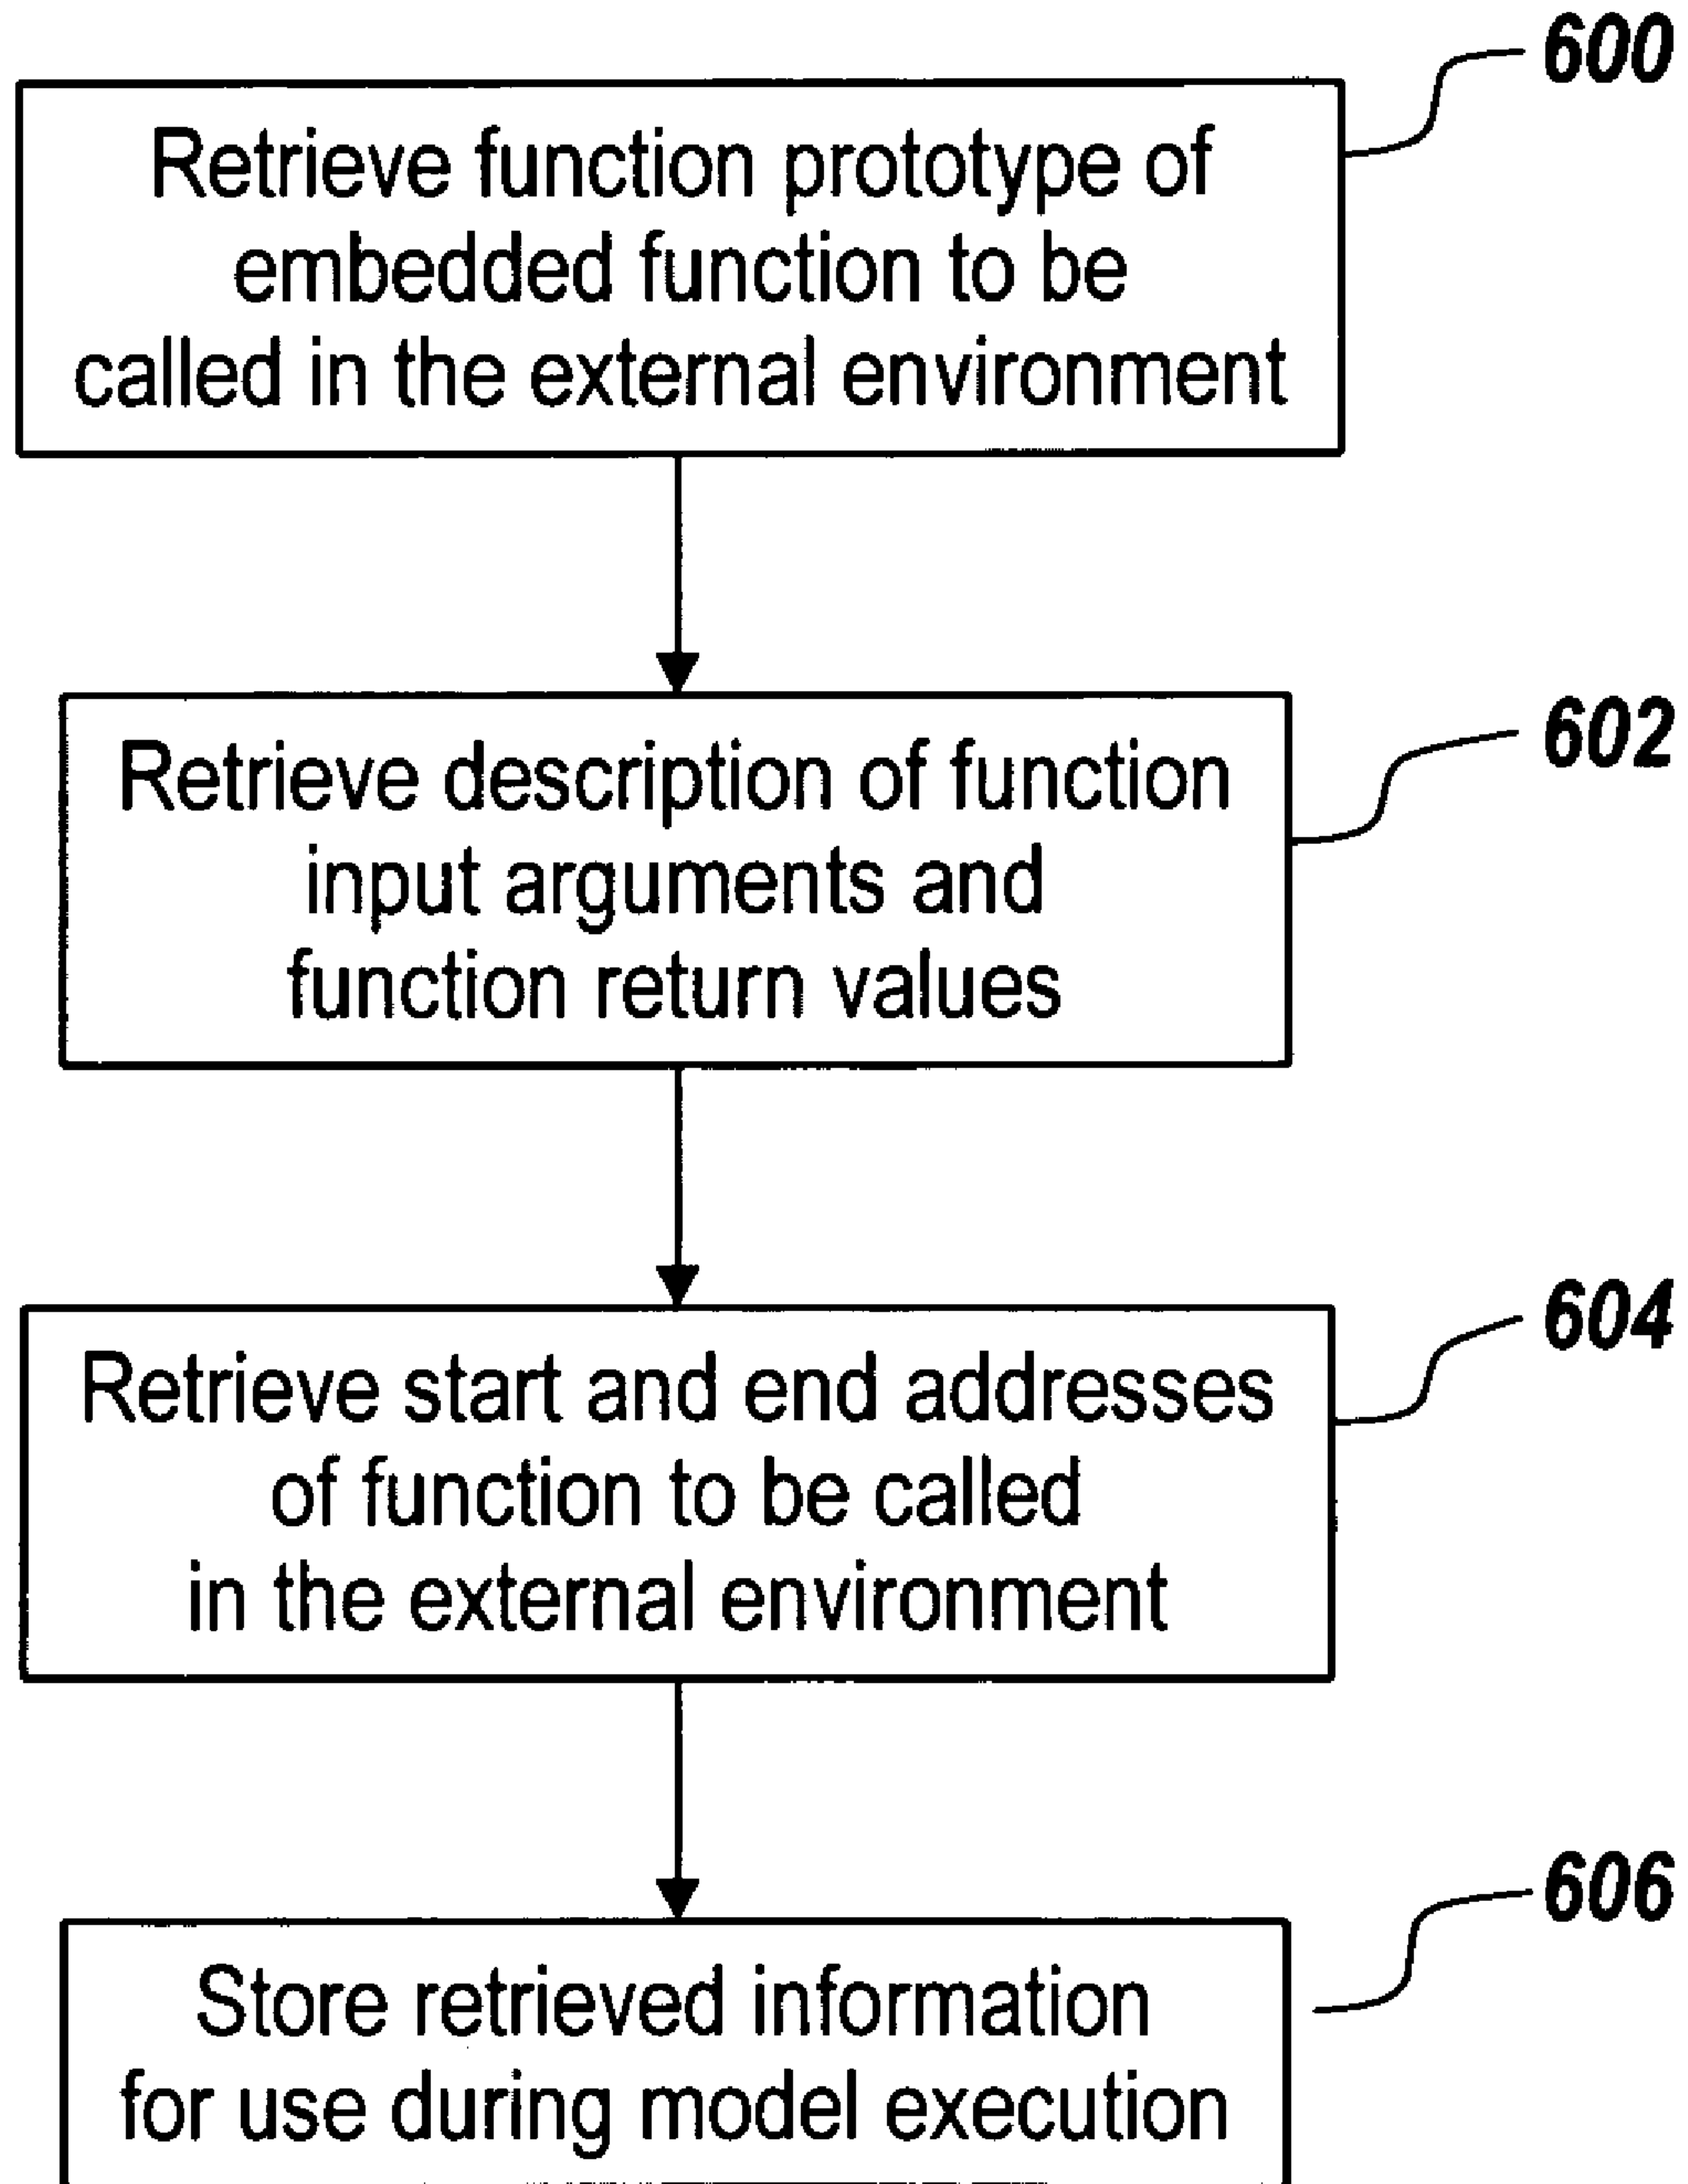 600
Retrieve function prototype of
embedded function to be
called in the external environment
602
Retrieve description of function
input arguments and
function return values
604
Retrieve start and end addresses
of function to be called
in the external environment
606
Store retrieved information
for use during model execution